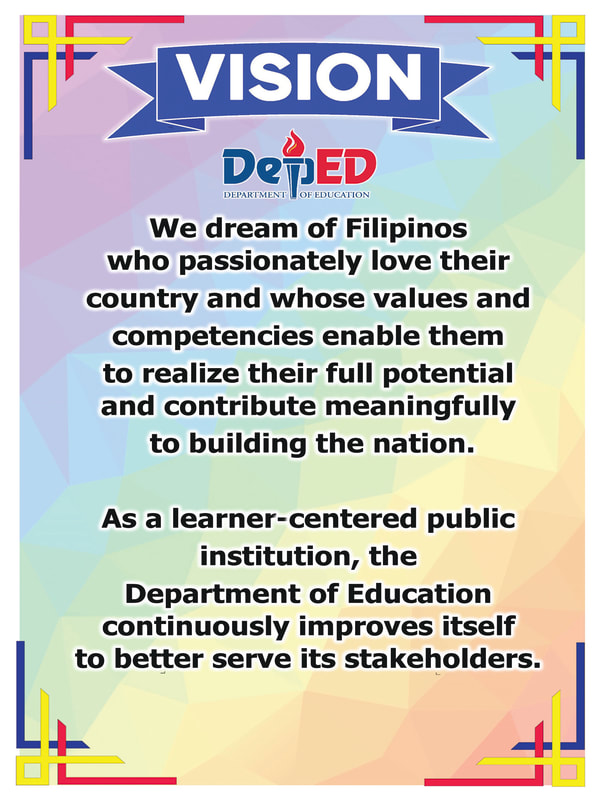 VISION
DepED
DEPARTMENT OF EDUCATION
We dream of Filipinos
who passionately love their
country and whose values and
competencies enable them
to realize their full potential
and contribute meaningfully
to building the nation.
As a learner-centered public
institution, the
Department of Education
continuously improves itself
to better serve its stakeholders.